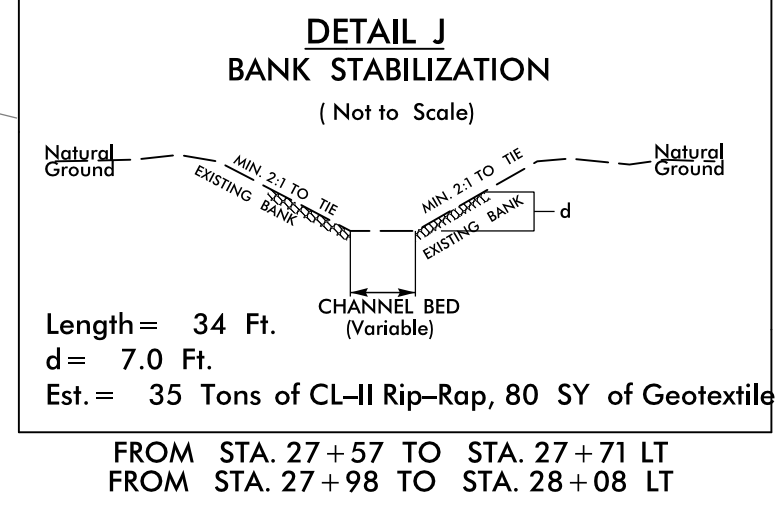 DETAIL J
BANK STABILIZATION
( Not to Scale)
Natural
Ground
MIN. 2:1 TO TIE
EXISTING BANK
MIN. 2:1 TO TIE
EXISTING BANK
d
Natural
Ground
CHANNEL BED
(Variable)
Length = 34 Ft.
d = 7.0 Ft.
Est. = 35 Tons of CL–II Rip–Rap, 80 SY of Geotextile
FROM STA. 27+57 TO STA. 27+71 LT
FROM STA. 27+98 TO STA. 28+08 LT